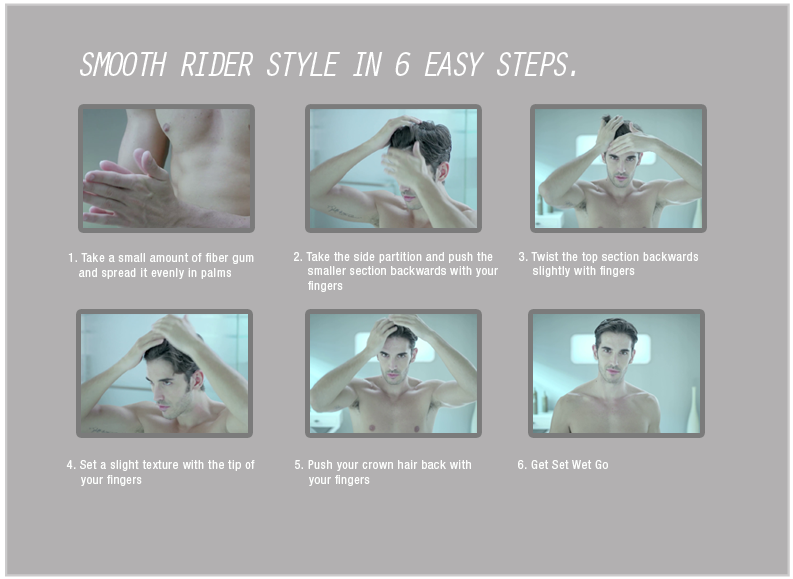 SMOOTH RIDER STYLE IN 6 EASY STEPS.
1. Take a small amount of fiber gum
and spread it evenly in palms
2. Take the side partition and push the
smaller section backwards with your
fingers
3. Twist the top section backwards
slightly with fingers
4. Set a slight texture with the tip of
your fingers
5. Push your crown hair back with
your fingers
6. Get Set Wet Go